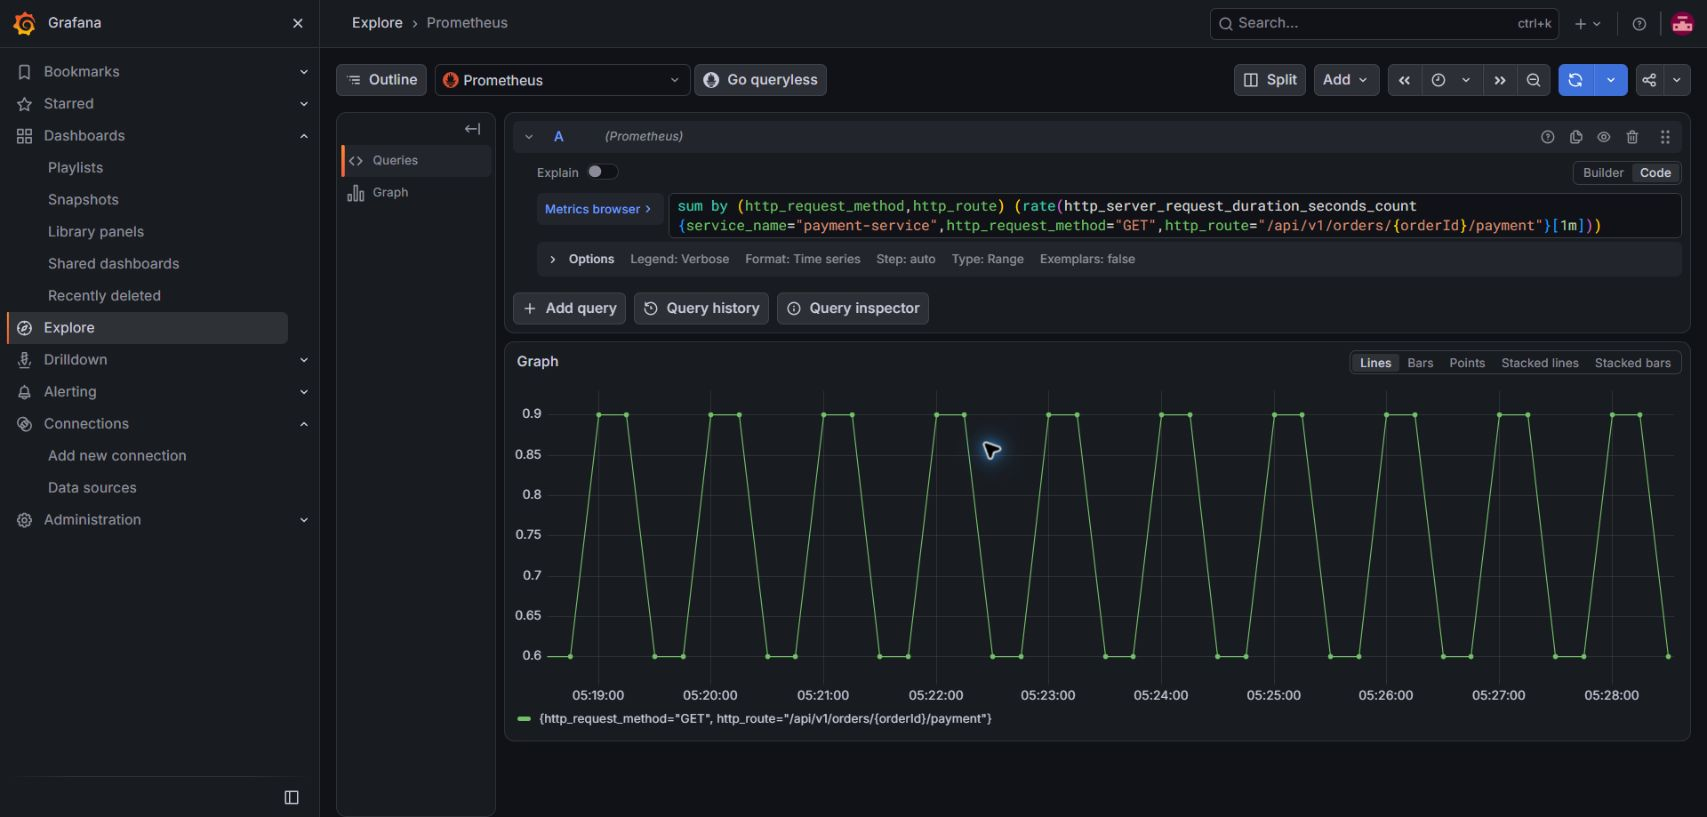 Grafana
Explore › Prometheus
Search...
ctrl+k
Bookmarks
Starred
Dashboards
Playlists
Snapshots
Library panels
Shared dashboards
Recently deleted
Explore
Drilldown
Alerting
Connections
Add new connection
Data sources
Administration
Outline
Prometheus
Go queryless
Split
Add
Queries
Graph
A (Prometheus)
Explain
Builder Code
Metrics browser >
sum by (http_request_method,http_route) (rate(http_server_request_duration_seconds_count
{service_name="payment-service",http_request_method="GET",http_route="/api/v1/orders/{orderId}/payment"}[1m]))
Options Legend: Verbose Format: Time series Step: auto Type: Range Exemplars: false
+ Add query
Query history
Query inspector
Graph
Lines Bars Points Stacked lines Stacked bars
0.9
0.85
0.8
0.75
0.7
0.65
0.6
05:19:00 05:20:00 05:21:00 05:22:00 05:23:00 05:24:00 05:25:00 05:26:00 05:27:00 05:28:00
{http_request_method="GET", http_route="/api/v1/orders/{orderId}/payment"}